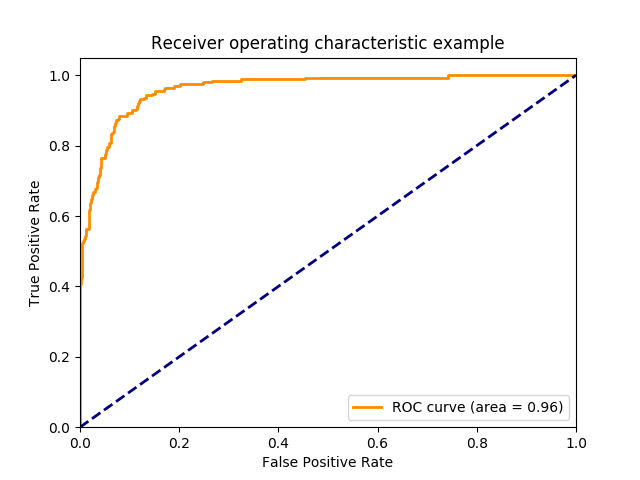 Receiver operating characteristic example
1.0
0.8
0.6
0.4
0.2
0.0
True Positive Rate
ROC curve (area = 0.96)
0.0 0.2 0.4 0.6 0.8 1.0
False Positive Rate